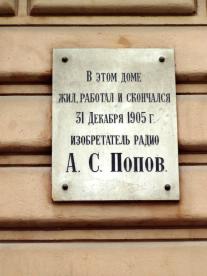 В ЭТОМ ДОМЕ
ЖИЛ, РАБОТАЛ И СКОНЧАЛСЯ
31 ДЕКАБРЯ 1905 Г.
ИЗОБРЕТАТЕЛЬ РАДИО
А. С. ПОПОВ.